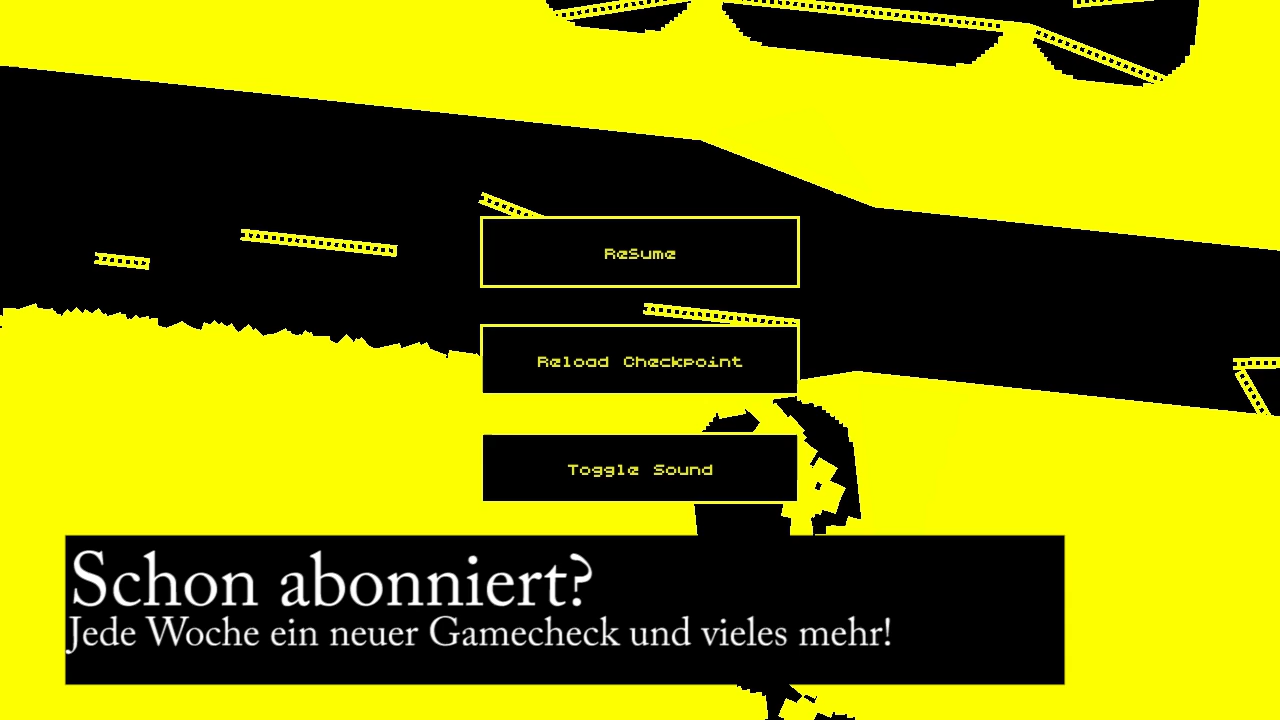 ReSume
Reload Checkpoint
Toggle Sound
Schon abonniert?
Jede Woche ein neuer Gamecheck und vieles mehr!